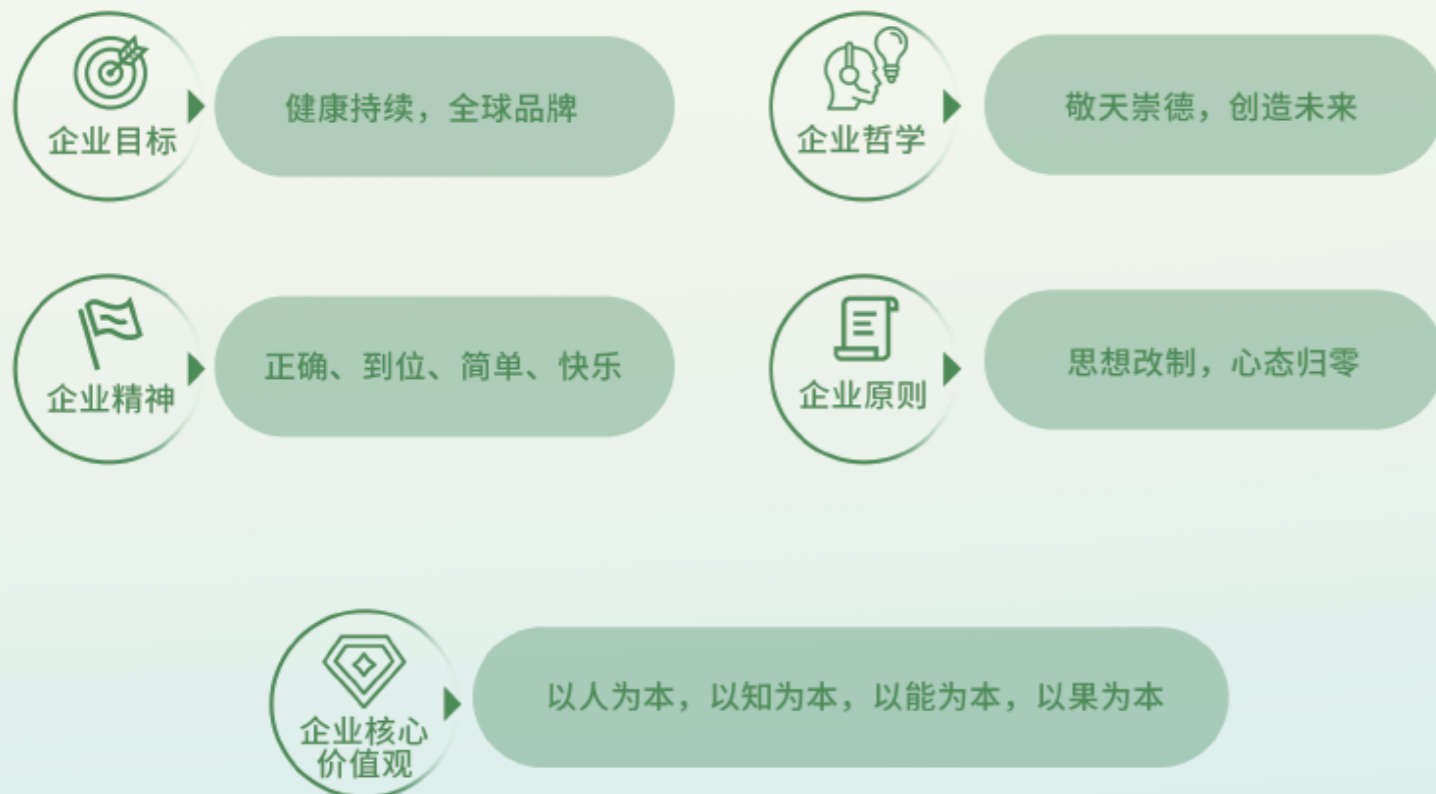 企业目标
健康持续，全球品牌
企业哲学
敬天崇德，创造未来
企业精神
正确、到位、简单、快乐
企业原则
思想改制，心态归零
企业核心
价值观
以人为本，以知为本，以能为本，以果为本